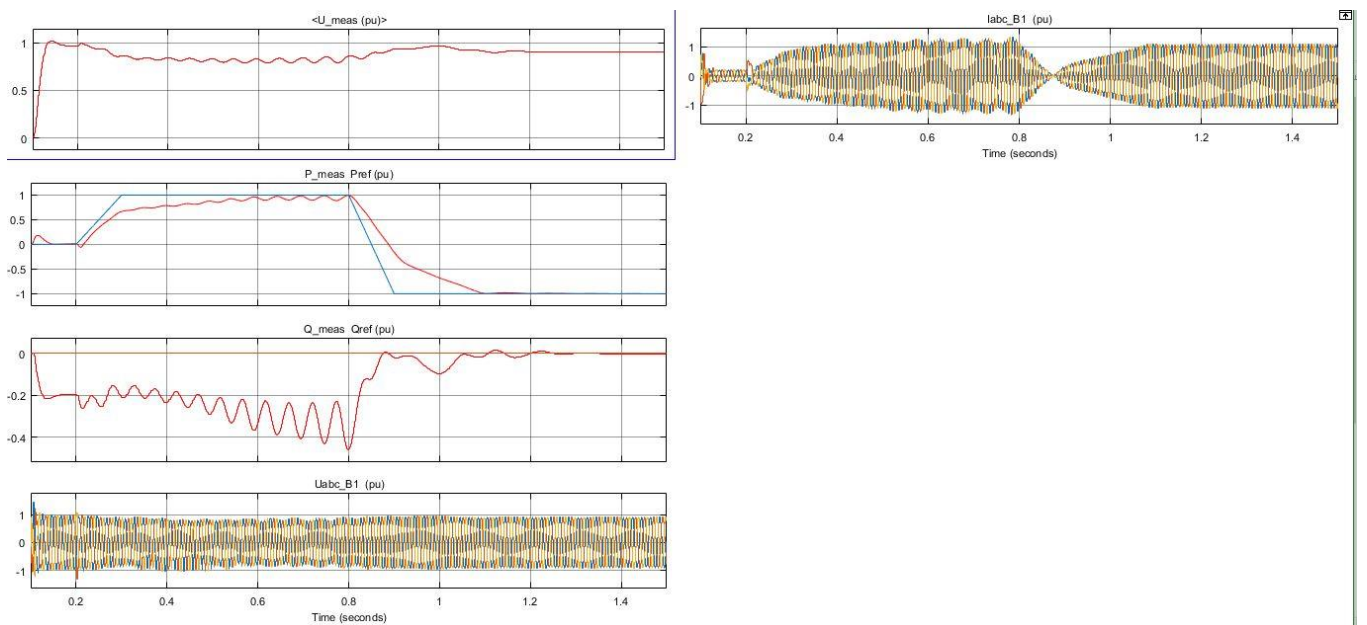 <U_meas (pu)>
1
0.5
0
P_meas Pref (pu)
1
0.5
0
-0.5
-1
Q_meas Qref (pu)
0
-0.2
-0.4
Uabc_B1 (pu)
1
0
-1
0.2 0.4 0.6 0.8 1 1.2 1.4
Time (seconds)
Iabc_B1 (pu)
1
0
-1
0.2 0.4 0.6 0.8 1 1.2 1.4
Time (seconds)